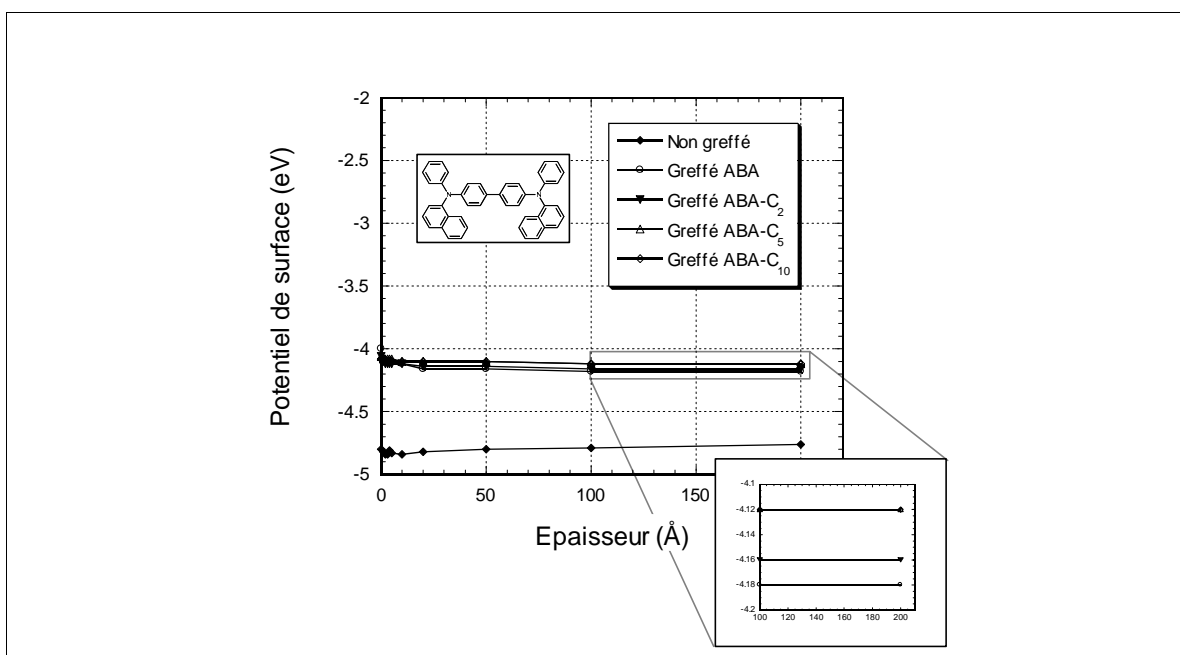 Potentiel de surface (eV)
-2
-2.5
-3
-3.5
-4
-4.5
-5
0
50
100
150
Epaisseur (Å)
N
N
Non greffé
Greffé ABA
Greffé ABA-C2
Greffé ABA-C5
Greffé ABA-C10
-4.1
-4.12
-4.14
-4.16
-4.18
-4.2
100 120 140 160 180 200